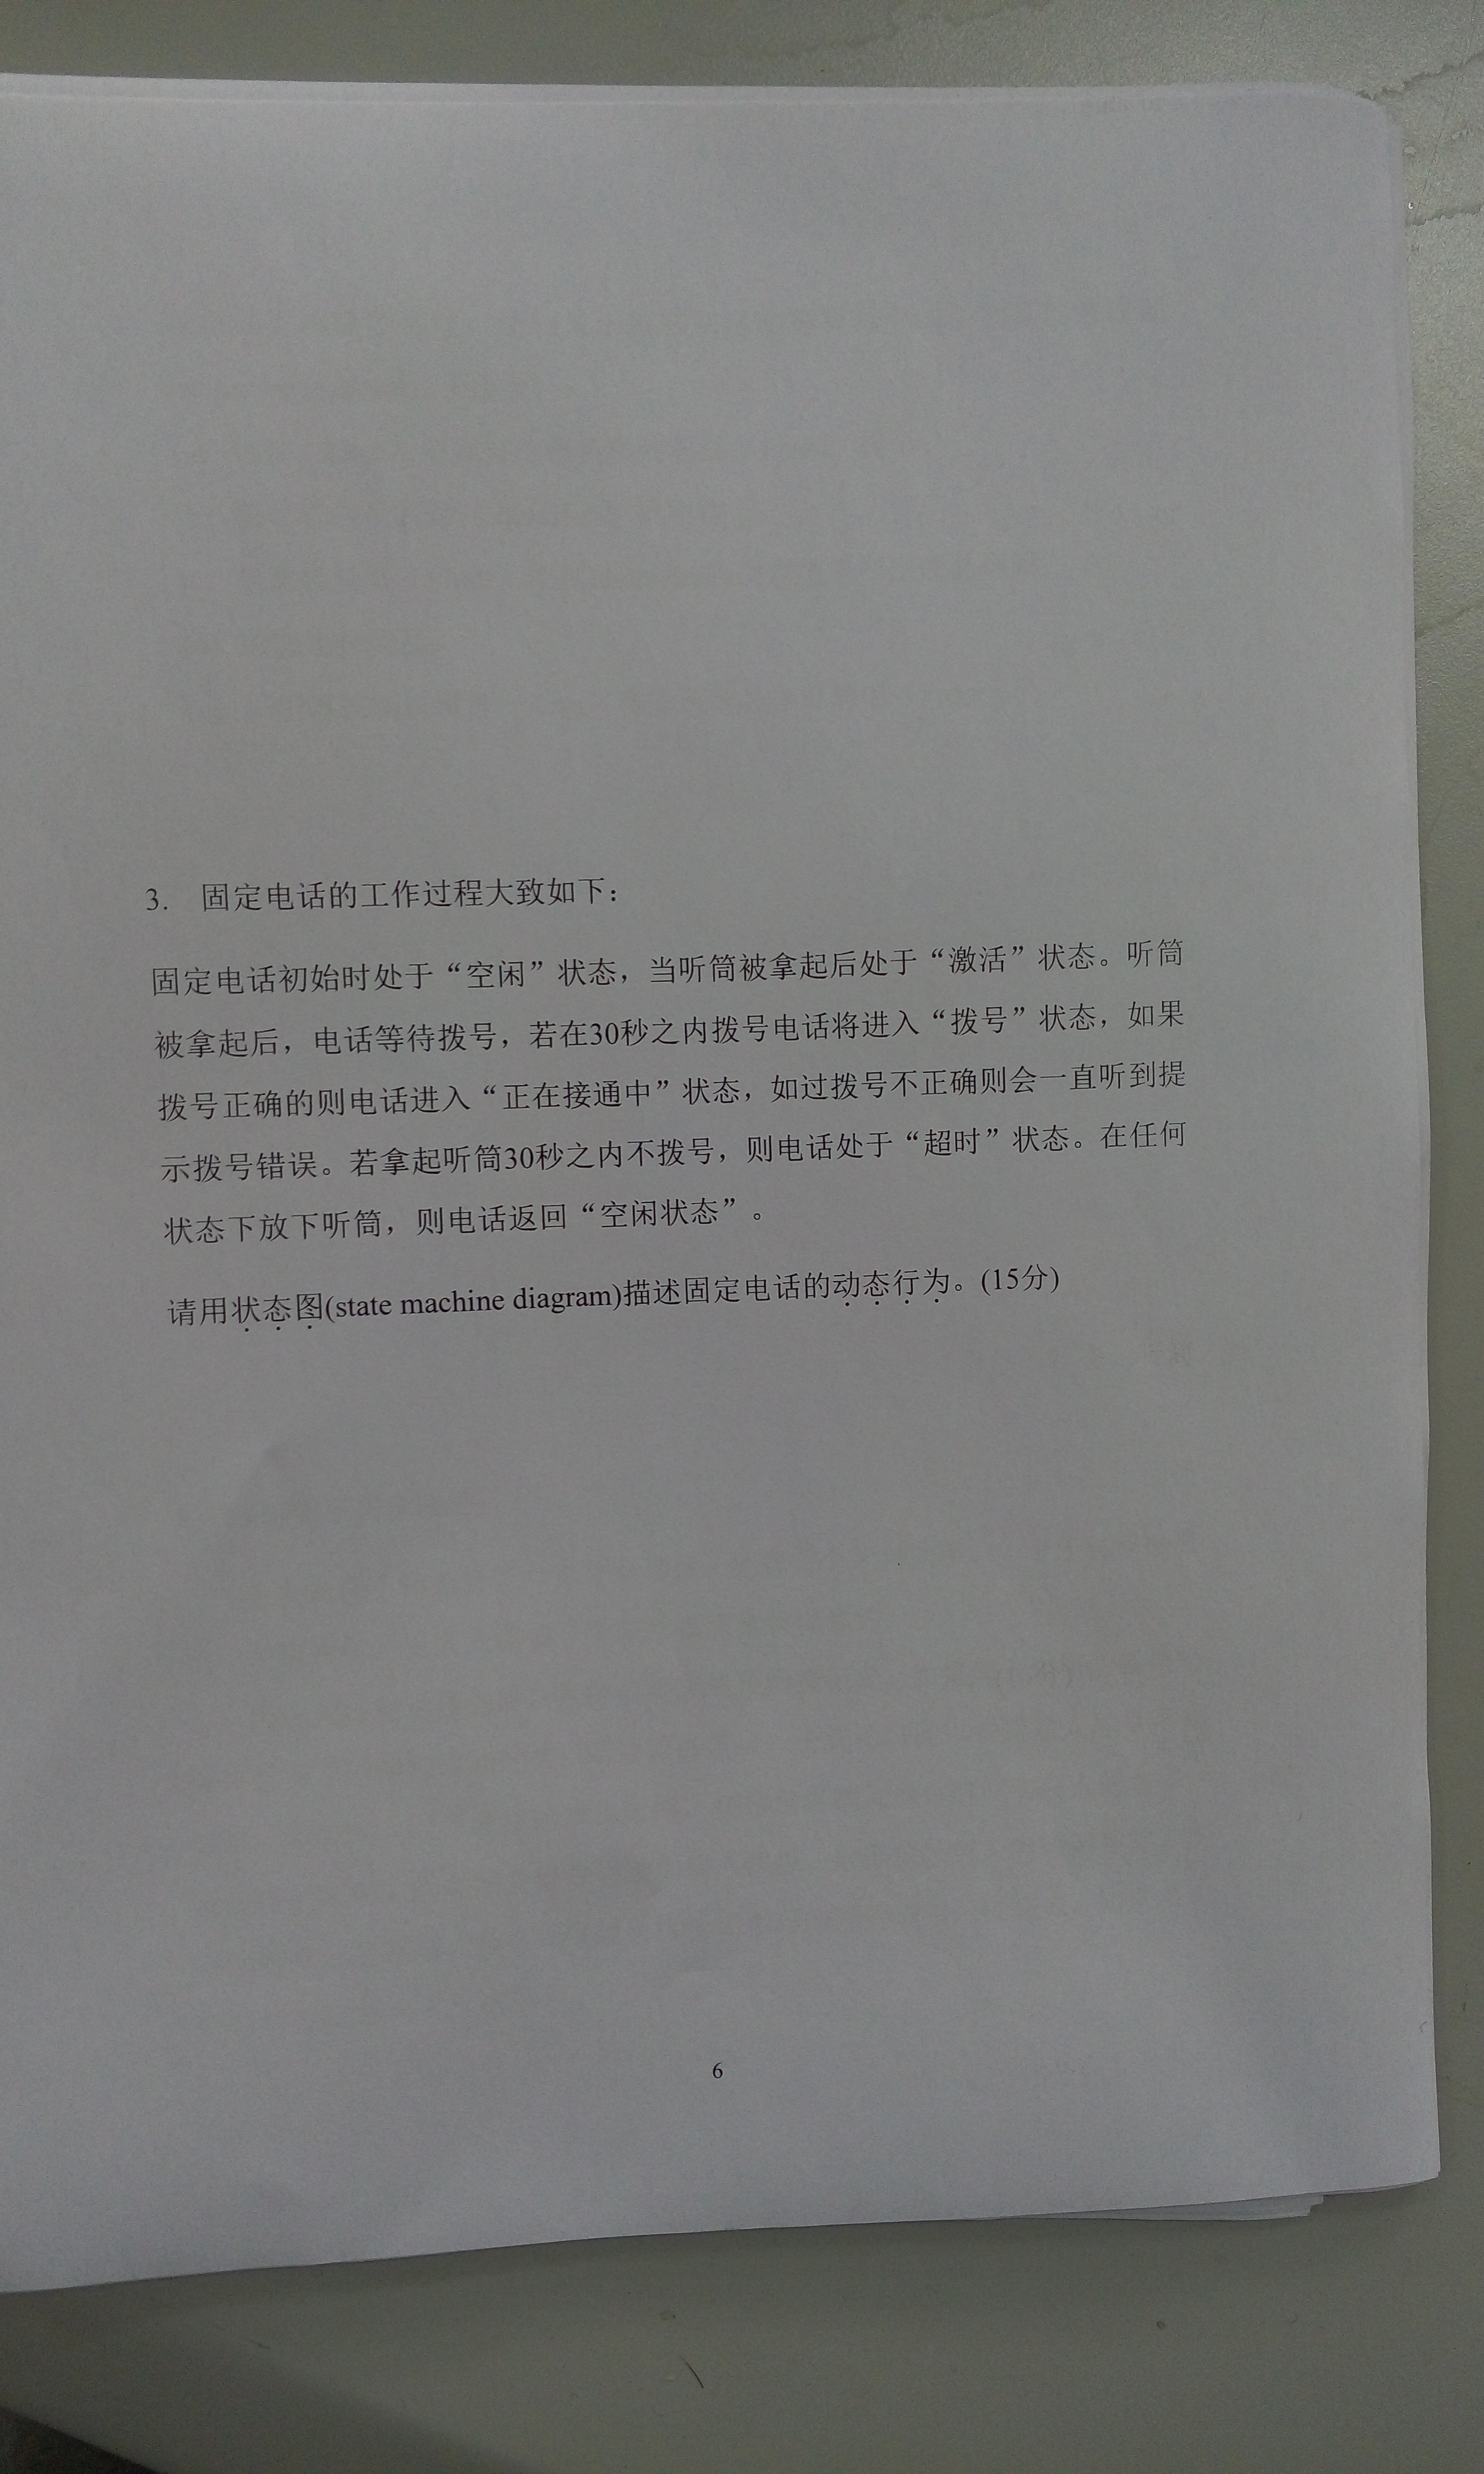 3. 固定电话的工作过程大致如下：
固定电话初始时处于“空闲”状态，当听筒被拿起后处于“激活”状态。听筒
被拿起后，电话等待拨号，若在30秒之内拨号电话将进入“拨号”状态，如果
拨号正确的则电话进入“正在接通中”状态，如过拨号不正确则会一直听到提
示拨号错误。若拿起听筒30秒之内不拨号，则电话处于“超时”状态。在任何
状态下放下听筒，则电话返回“空闲状态”。
请用状态图(state machine diagram)描述固定电话的动态行为。(15分)
6